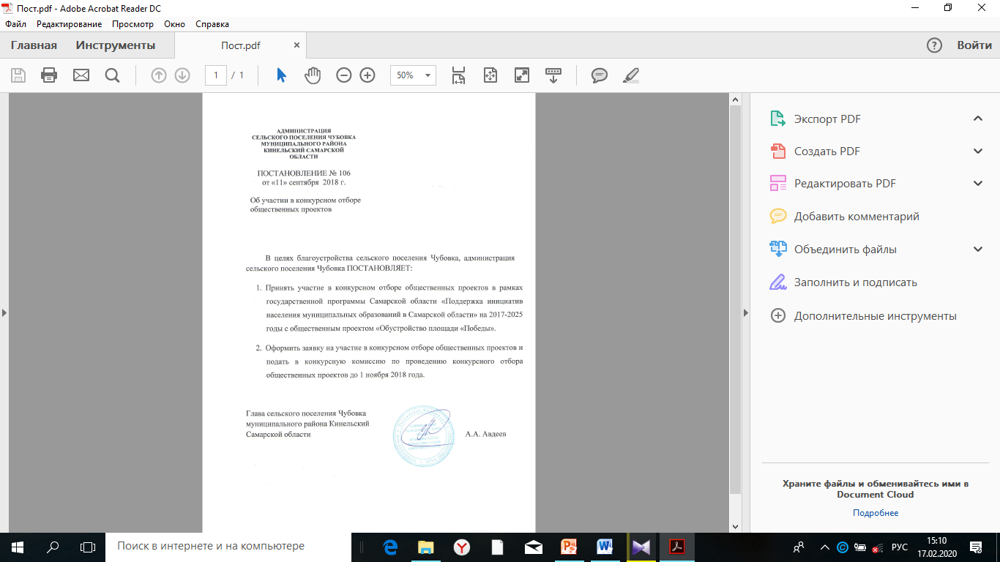 Пост.pdf - Adobe Acrobat Reader DC
Файл Редактирование Просмотр Окно Справка
Главная Инструменты Пост.pdf × Войти
1 / 1 50%
АДМИНИСТРАЦИЯ
СЕЛЬСКОГО ПОСЕЛЕНИЯ ЧУБОВКА
МУНИЦИПАЛЬНОГО РАЙОНА
КИНЕЛЬСКИЙ САМАРСКОЙ
ОБЛАСТИ
ПОСТАНОВЛЕНИЕ № 106
от «11» сентября 2018 г.
Об участии в конкурсном отборе
общественных проектов
В целях благоустройства сельского поселения Чубовка, администрация
сельского поселения Чубовка ПОСТАНОВЛЯЕТ:
1. Принять участие в конкурсном отборе общественных проектов в рамках
государственной программы Самарской области «Поддержка инициатив
населения муниципальных образований в Самарской области» на 2017-2025
годы с общественным проектом «Обустройство площади «Победы».
2. Оформить заявку на участие в конкурсном отборе общественных проектов и
подать в конкурсную комиссию по проведению конкурсного отбора
общественных проектов до 1 ноября 2018 года.
Глава сельского поселения Чубовка
муниципального района Кинельский
Самарской области А.А. Авдеев
Экспорт PDF
Создать PDF
Редактировать PDF
Добавить комментарий
Объединить файлы
Заполнить и подписать
Дополнительные инструменты
Храните файлы и обменивайтесь ими в
Document Cloud
Подробнее
Поиск в интернете и на компьютере
РУС
15:10
17.02.2020